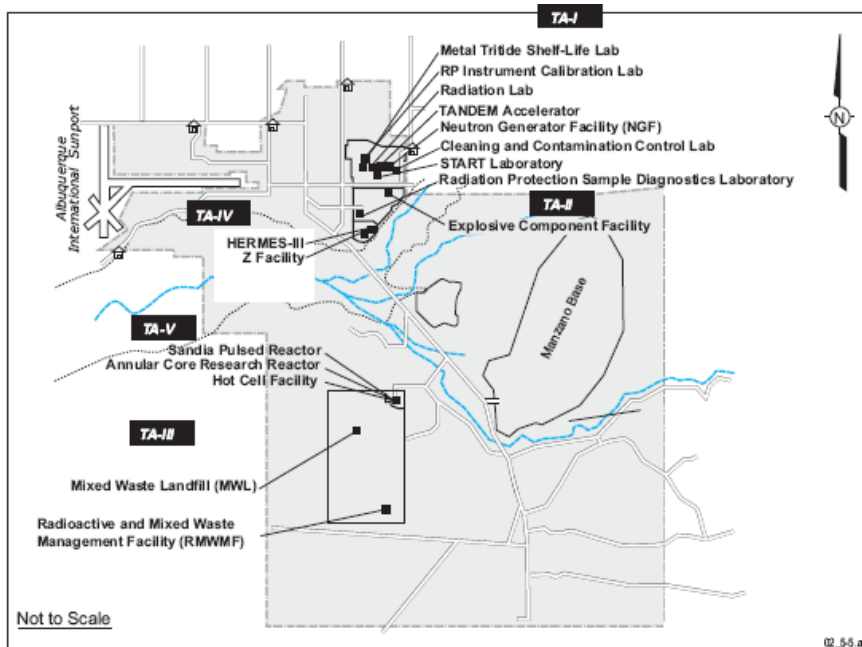 TA-I
Metal Tritide Shelf-Life Lab
RP Instrument Calibration Lab
Radiation Lab
TANDEM Accelerator
Neutron Generator Facility (NGF)
Cleaning and Contamination Control Lab
START Laboratory
Radiation Protection Sample Diagnostics Laboratory
N
Albuquerque
International Sunport
TA-IV
TA-II
Explosive Component Facility
HERMES-III
Z Facility
Manzano Base
TA-V
Sandia Pulsed Reactor
Annular Core Research Reactor
Hot Cell Facility
TA-III
Mixed Waste Landfill (MWL)
Radioactive and Mixed Waste
Management Facility (RMWMF)
Not to Scale